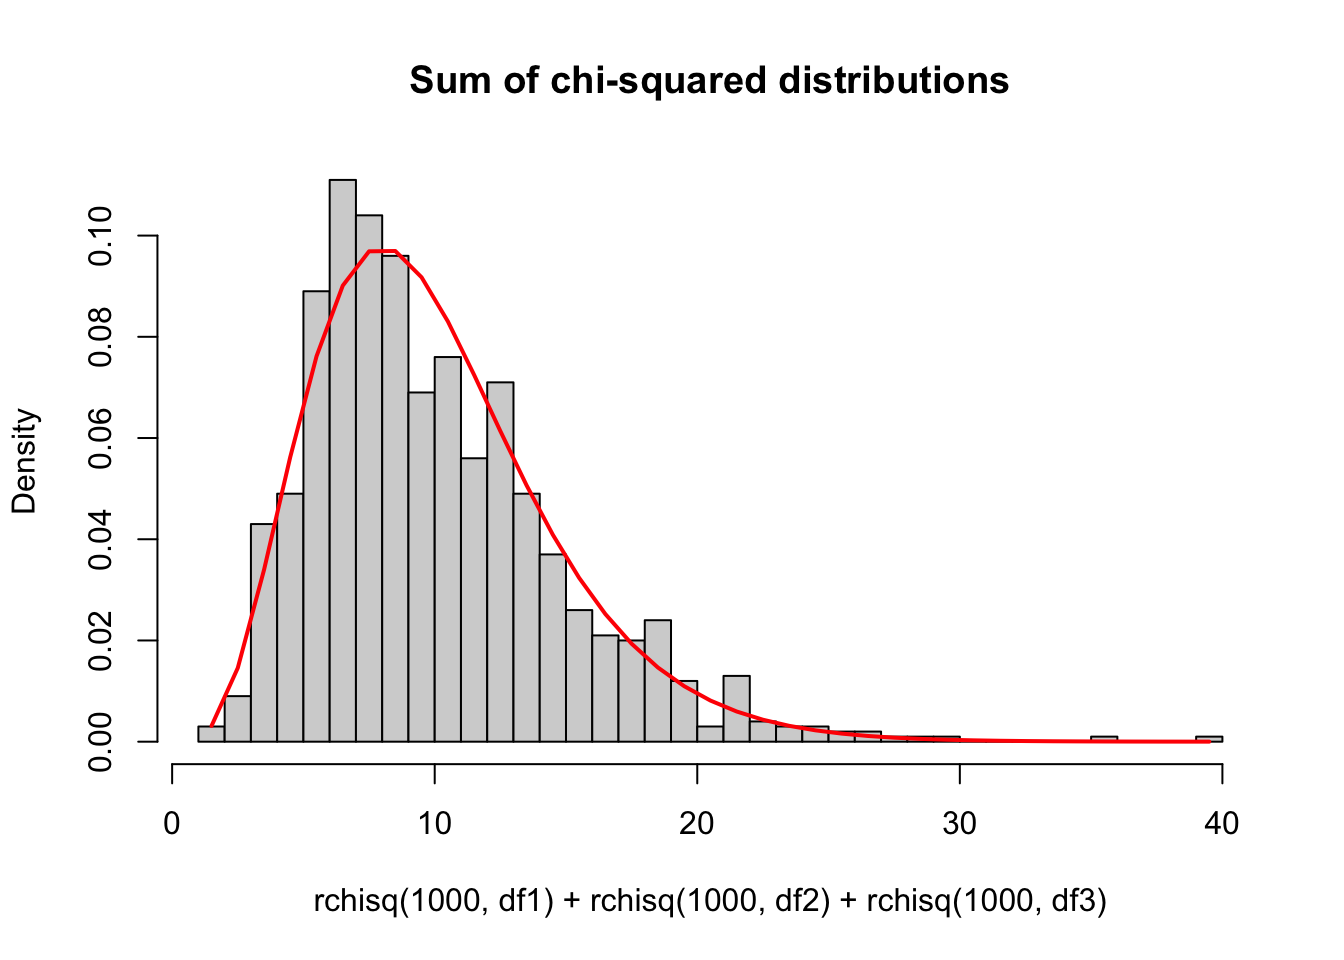 Sum of chi-squared distributions
Density
0.10
0.08
0.06
0.04
0.02
0.00
0 10 20 30 40
rchisq(1000, df1) + rchisq(1000, df2) + rchisq(1000, df3)